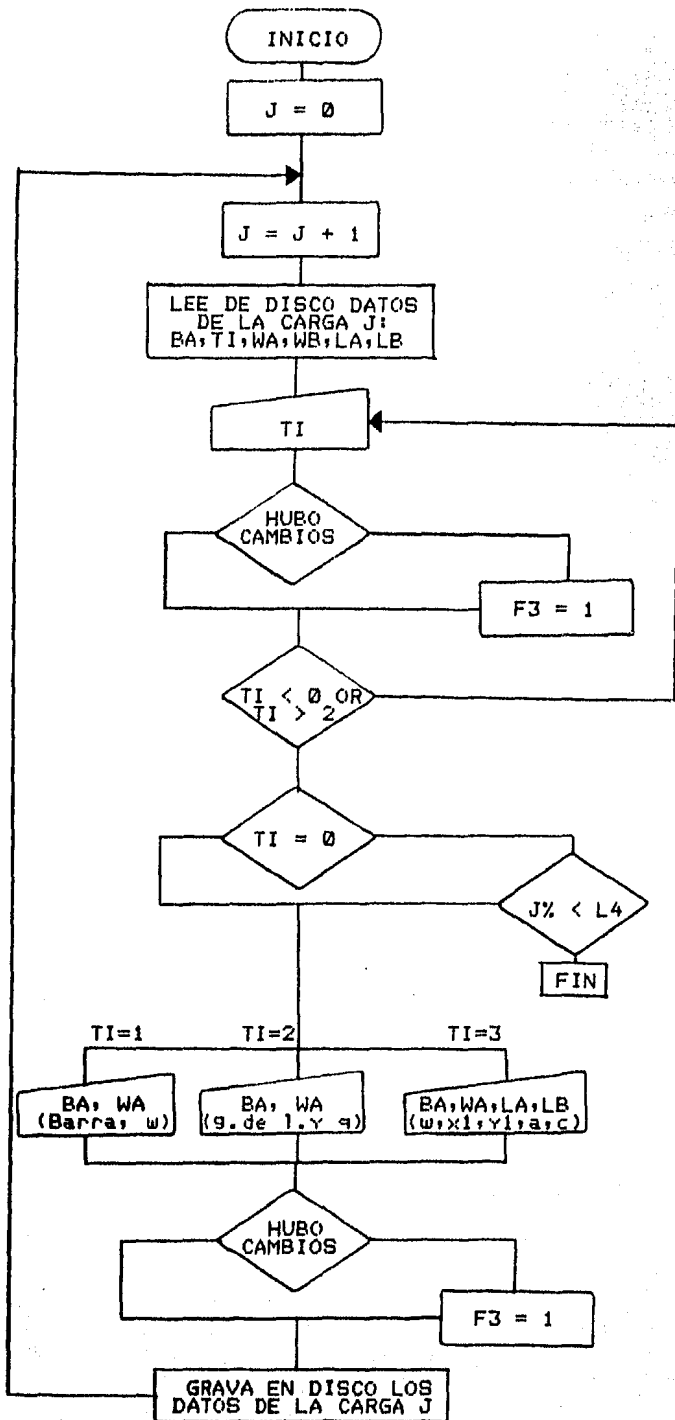 INICIO
J = 0
J = J + 1
LEE DE DISCO DATOS
DE LA CARGA J:
BA,TI,WA,WB,LA,LB
TI
HUBO
CAMBIOS
F3 = 1
TI < 0 OR
TI > 2
TI = 0
J% < L4
FIN
TI=1
TI=2
TI=3
BA, WA
(Barra, w)
BA, WA
(g.de l.y q)
BA,WA,LA,LB
(w,x1,y1,a,c)
HUBO
CAMBIOS
F3 = 1
GRAVA EN DISCO LOS
DATOS DE LA CARGA J